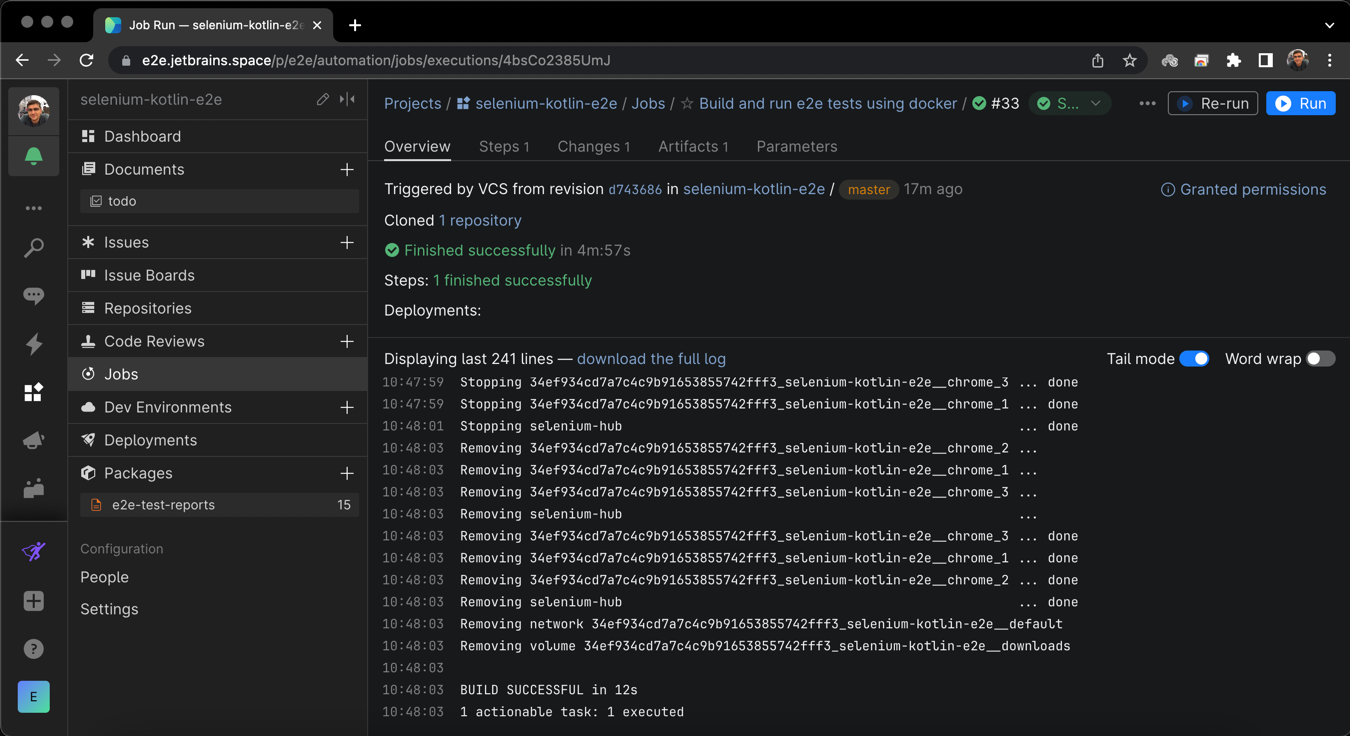 Job Run — selenium-kotlin-e2e
e2e.jetbrains.space/p/e2e/automation/jobs/executions/4bsCo2385UmJ
selenium-kotlin-e2e
Dashboard
Documents
todo
Issues
Issue Boards
Repositories
Code Reviews
Jobs
Dev Environments
Deployments
Packages
e2e-test-reports 15
Configuration
People
Settings
E
Projects / selenium-kotlin-e2e / Jobs / Build and run e2e tests using docker / #33 S... Re-run Run
Overview Steps 1 Changes 1 Artifacts 1 Parameters
Triggered by VCS from revision d743686 in selenium-kotlin-e2e / master 17m ago Granted permissions
Cloned 1 repository
Finished successfully in 4m:57s
Steps: 1 finished successfully
Deployments:
Displaying last 241 lines — download the full log Tail mode Word wrap
10:47:59 Stopping 34ef934cd7a7c4c9b91653855742fff3_selenium-kotlin-e2e__chrome_3 ... done
10:47:59 Stopping 34ef934cd7a7c4c9b91653855742fff3_selenium-kotlin-e2e__chrome_1 ... done
10:48:01 Stopping selenium-hub ... done
10:48:03 Removing 34ef934cd7a7c4c9b91653855742fff3_selenium-kotlin-e2e__chrome_2 ...
10:48:03 Removing 34ef934cd7a7c4c9b91653855742fff3_selenium-kotlin-e2e__chrome_1 ...
10:48:03 Removing 34ef934cd7a7c4c9b91653855742fff3_selenium-kotlin-e2e__chrome_3 ...
10:48:03 Removing selenium-hub ...
10:48:03 Removing 34ef934cd7a7c4c9b91653855742fff3_selenium-kotlin-e2e__chrome_3 ... done
10:48:03 Removing 34ef934cd7a7c4c9b91653855742fff3_selenium-kotlin-e2e__chrome_1 ... done
10:48:03 Removing 34ef934cd7a7c4c9b91653855742fff3_selenium-kotlin-e2e__chrome_2 ... done
10:48:03 Removing selenium-hub ... done
10:48:03 Removing network 34ef934cd7a7c4c9b91653855742fff3_selenium-kotlin-e2e__default
10:48:03 Removing volume 34ef934cd7a7c4c9b91653855742fff3_selenium-kotlin-e2e__downloads
10:48:03
10:48:03 BUILD SUCCESSFUL in 12s
10:48:03 1 actionable task: 1 executed